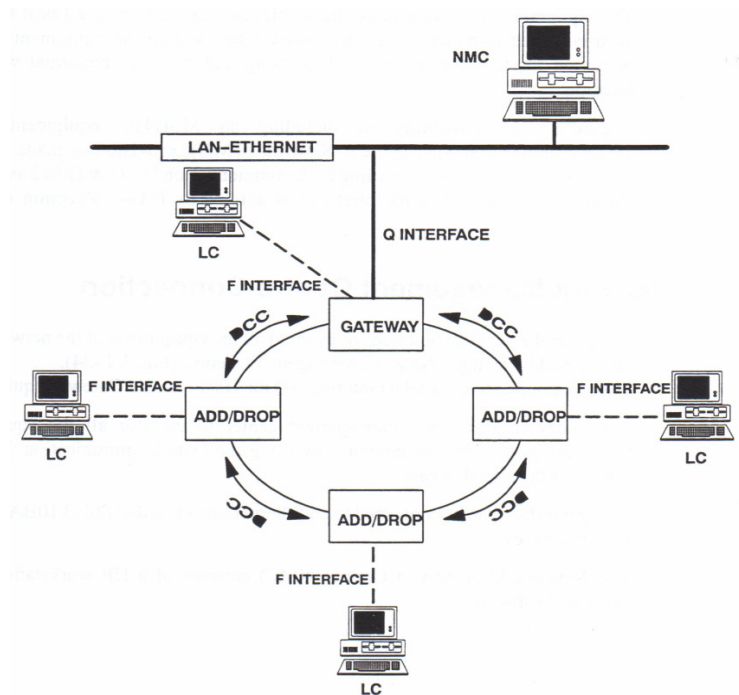 NMC
LAN–ETHERNET
LC
Q INTERFACE
F INTERFACE
GATEWAY
DCC
DCC
F INTERFACE
F INTERFACE
ADD/DROP
ADD/DROP
LC
LC
DCC
DCC
ADD/DROP
F INTERFACE
LC